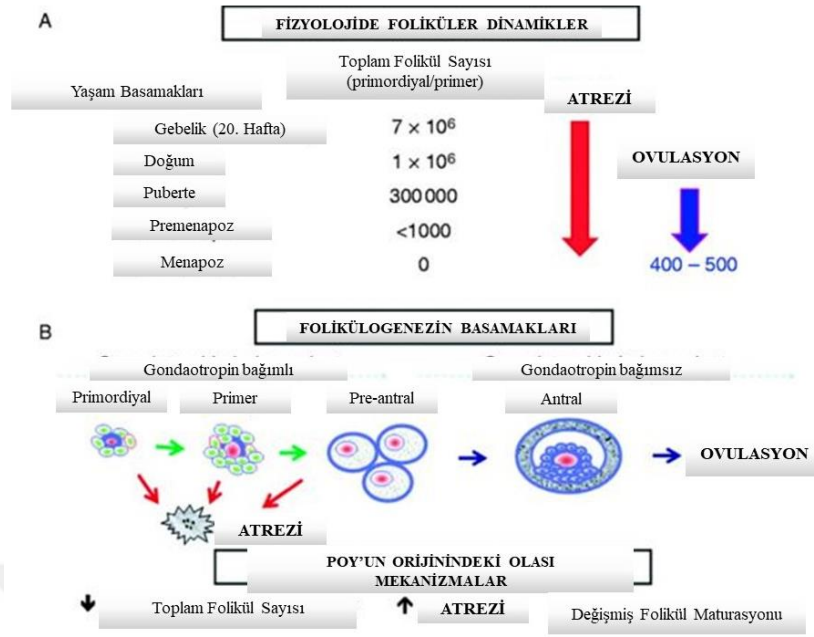 A
FİZYOLOJİDE FOLİKÜLER DİNAMİKLER
Yaşam Basamakları
Toplam Folikül Sayısı
(primordiyal/primer)
ATREZİ
Gebelik (20. Hafta) 7 × 10⁶
Doğum 1 × 10⁶
OVULASYON
Puberte 300 000
Premenapoz <1000
Menapoz 0 400 – 500
B
FOLİKÜLOGENEZİN BASAMAKLARI
Gondaotropin bağımlı Gondaotropin bağımsız
Primordiyal Primer Pre-antral Antral
OVULASYON
ATREZİ
POY’UN ORİJİNİNDEKİ OLASI
MEKANİZMALAR
Toplam Folikül Sayısı ATREZİ Değişmiş Folikül Maturasyonu